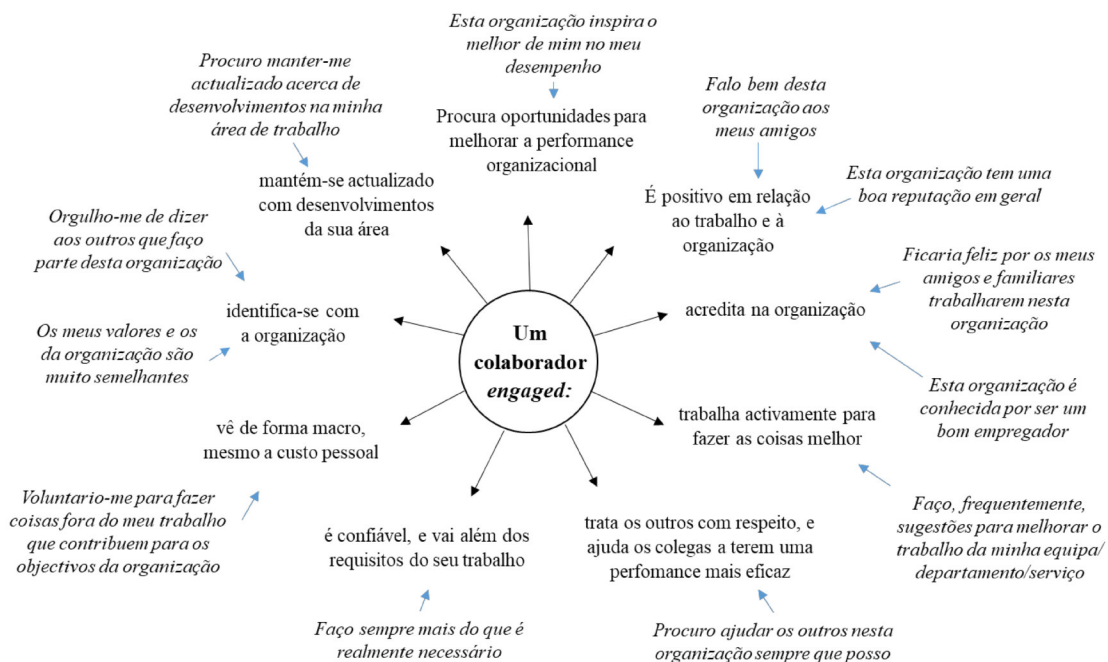 Esta organização inspira o
melhor de mim no meu
desempenho
Procuro manter-me
actualizado acerca de
desenvolvimentos na minha
área de trabalho
Falo bem desta
organização aos
meus amigos
Procura oportunidades para
melhorar a performance
organizacional
mantém-se actualizado
com desenvolvimentos
da sua área
É positivo em relação
ao trabalho e à
organização
Esta organização tem uma
boa reputação em geral
Orgulho-me de dizer
aos outros que faço
parte desta organização
Ficaria feliz por os meus
amigos e familiares
trabalharem nesta
organização
identifica-se com
a organização
acredita na organização
Um
colaborador
engaged:
Os meus valores e os
da organização são
muito semelhantes
Esta organização é
conhecida por ser um
bom empregador
vê de forma macro,
mesmo a custo pessoal
trabalha activamente para
fazer as coisas melhor
Voluntario-me para fazer
coisas fora do meu trabalho
que contribuem para os
objectivos da organização
é confiável, e vai além dos
requisitos do seu trabalho
trata os outros com respeito, e
ajuda os colegas a terem uma
perfomance mais eficaz
Faço, frequentemente,
sugestões para melhorar o
trabalho da minha equipa/
departamento/serviço
Faço sempre mais do que é
realmente necessário
Procuro ajudar os outros nesta
organização sempre que posso